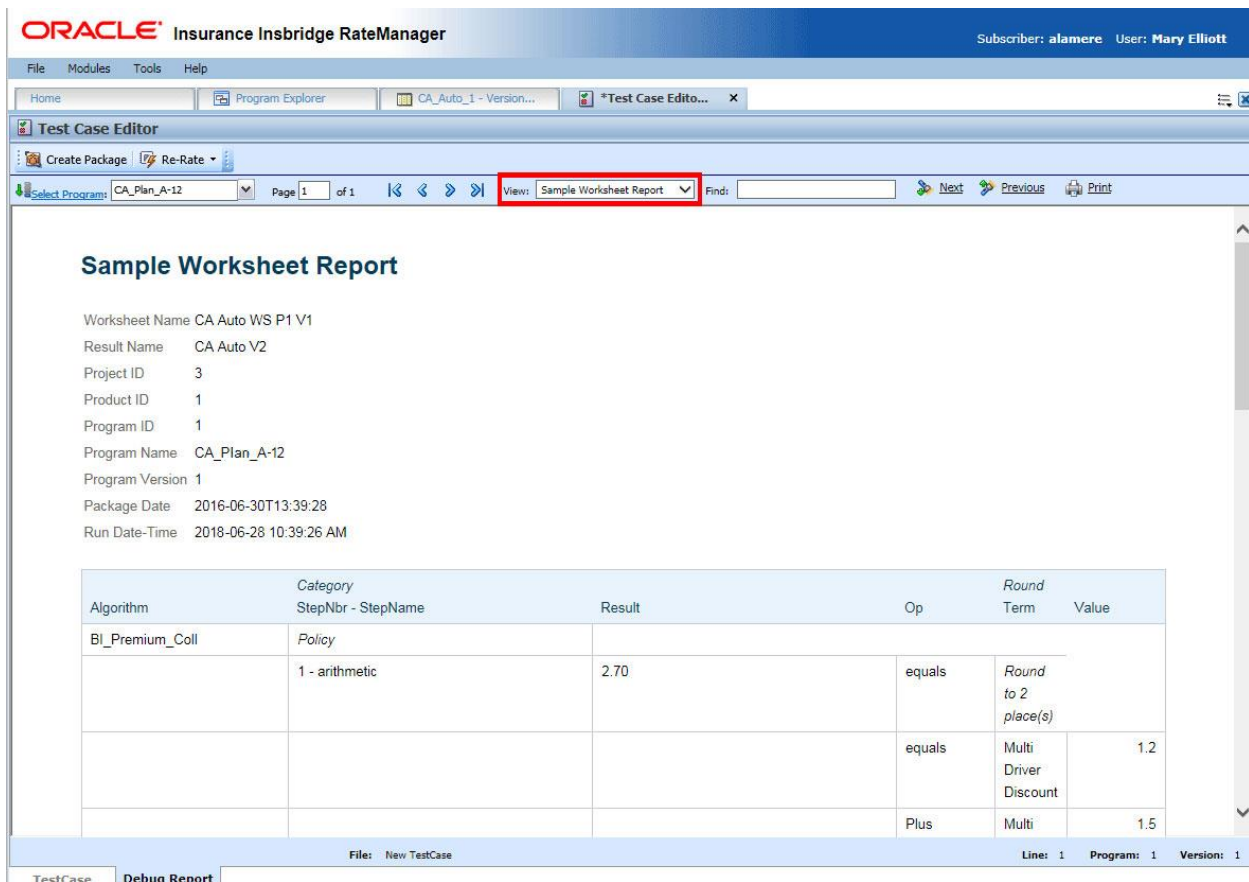 ORACLE Insurance Insbridge RateManager
Subscriber: alamere User: Mary Elliott
File Modules Tools Help
Home Program Explorer CA_Auto_1 - Version... *Test Case Edito... x
Test Case Editor
Create Package Re-Rate
Select Program: CA_Plan_A-12 Page 1 of 1 View: Sample Worksheet Report Find: Next Previous Print
Sample Worksheet Report
Worksheet Name CA Auto WS P1 V1
Result Name CA Auto V2
Project ID 3
Product ID 1
Program ID 1
Program Name CA_Plan_A-12
Program Version 1
Package Date 2016-06-30T13:39:28
Run Date-Time 2018-06-28 10:39:26 AM
Category Round
Algorithm StepNbr - StepName Result Op Term Value
BI_Premium_Coll Policy
1 - arithmetic 2.70 equals Round
to 2
place(s)
equals Multi 1.2
Driver
Discount
Plus Multi 1.5
File: New TestCase Line: 1 Program: 1 Version: 1
TestCase Debug Report